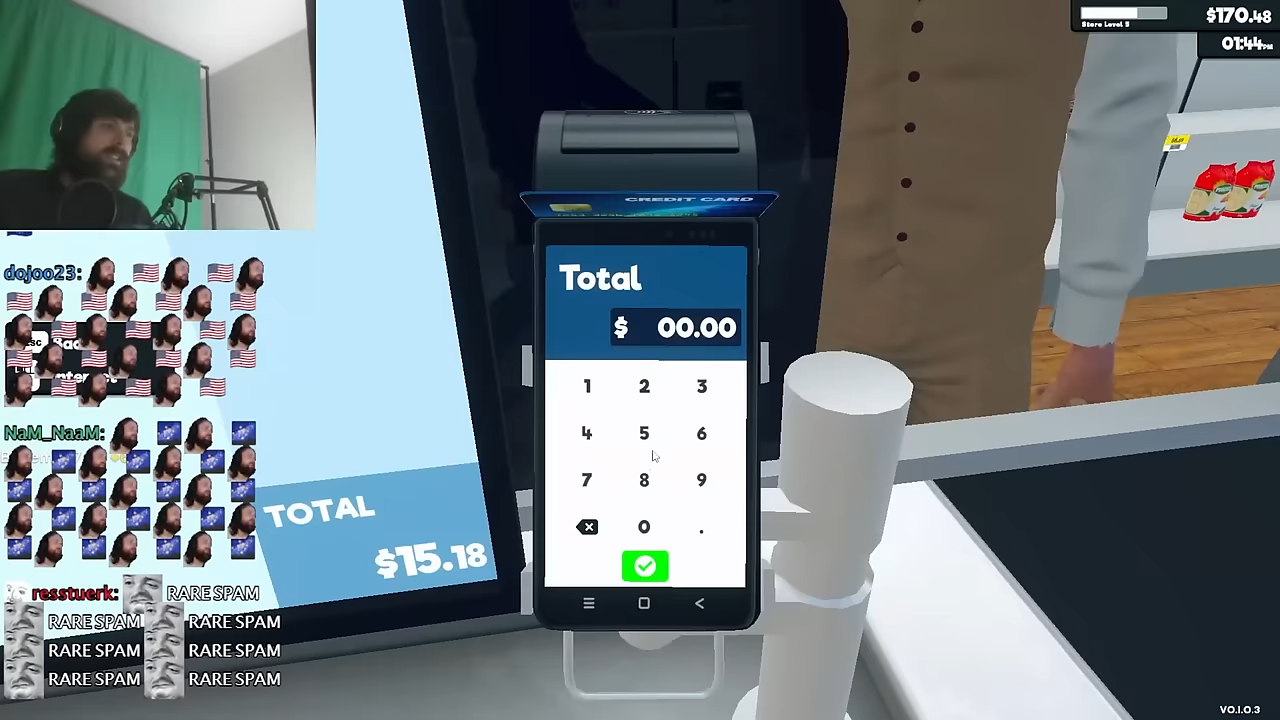 Store Level 5
$170.48
01:44PM
CREDIT CARD
Total
$ 00.00
1 2 3
4 5 6
7 8 9
0 .
TOTAL
$15.18
dojoo23:
NaM_NaaM:
resstuerk: RARE SPAM
RARE SPAM RARE SPAM
RARE SPAM RARE SPAM
RARE SPAM RARE SPAM
V0.1.0.3